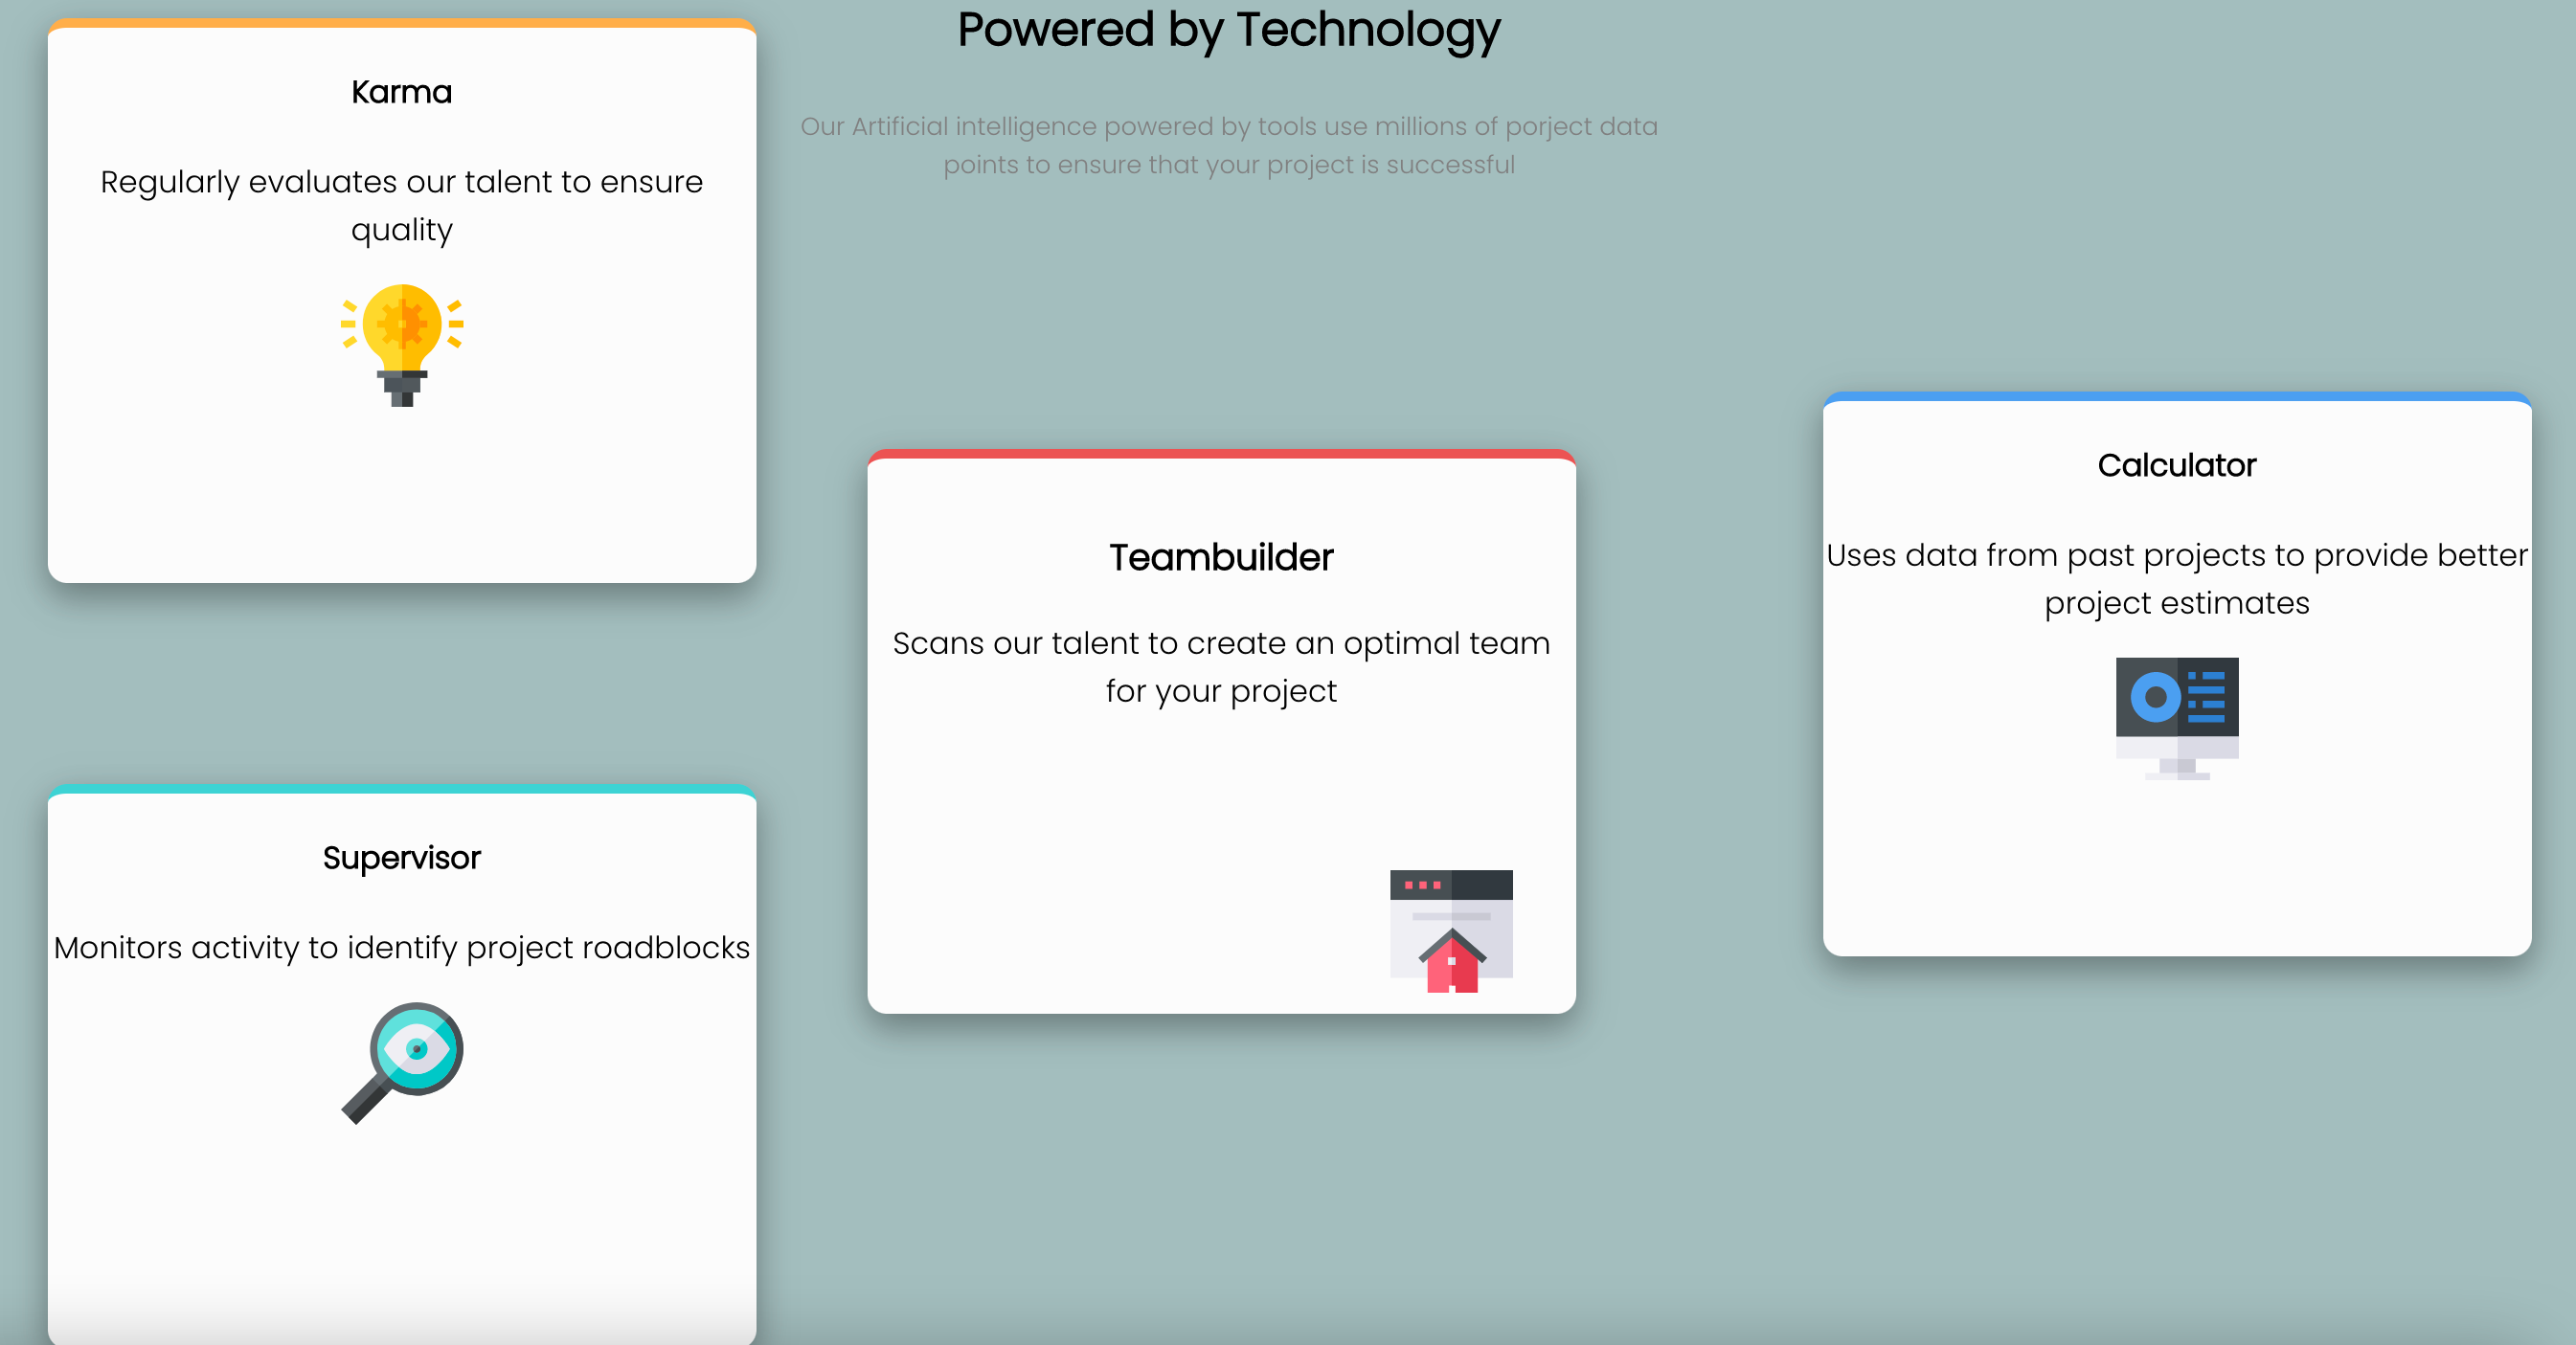 Powered by Technology
Our Artificial intelligence powered by tools use millions of porject data
points to ensure that your project is successful
Karma
Regularly evaluates our talent to ensure
quality
Supervisor
Monitors activity to identify project roadblocks
Teambuilder
Scans our talent to create an optimal team
for your project
Calculator
Uses data from past projects to provide better
project estimates